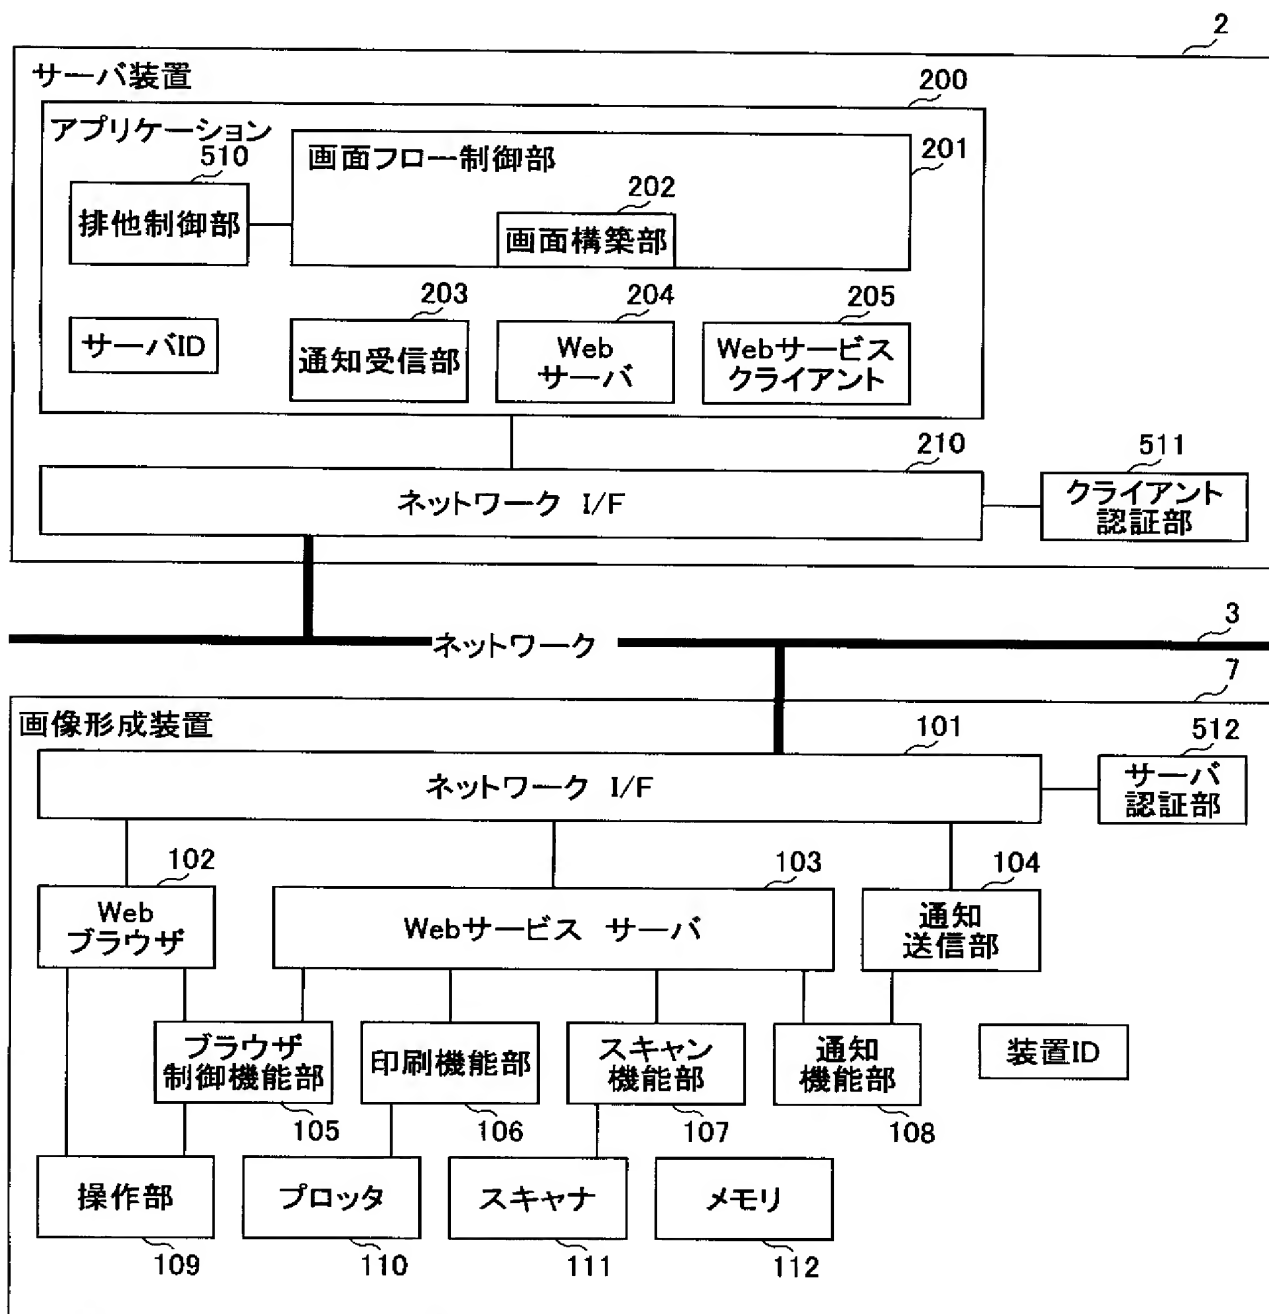 2
サーバ装置
200
アプリケーション
510
画面フロー制御部
201
排他制御部
202
画面構築部
203
204
205
サーバID
通知受信部
Web
サーバ
Webサービス
クライアント
210
511
ネットワーク I/F
クライアント
認証部
ネットワーク
3
7
画像形成装置
101
512
ネットワーク I/F
サーバ
認証部
102
103
104
Web
ブラウザ
Webサービス サーバ
通知
送信部
ブラウザ
制御機能部
印刷機能部
スキャン
機能部
通知
機能部
装置ID
105
106
107
108
操作部
プロッタ
スキャナ
メモリ
109
110
111
112